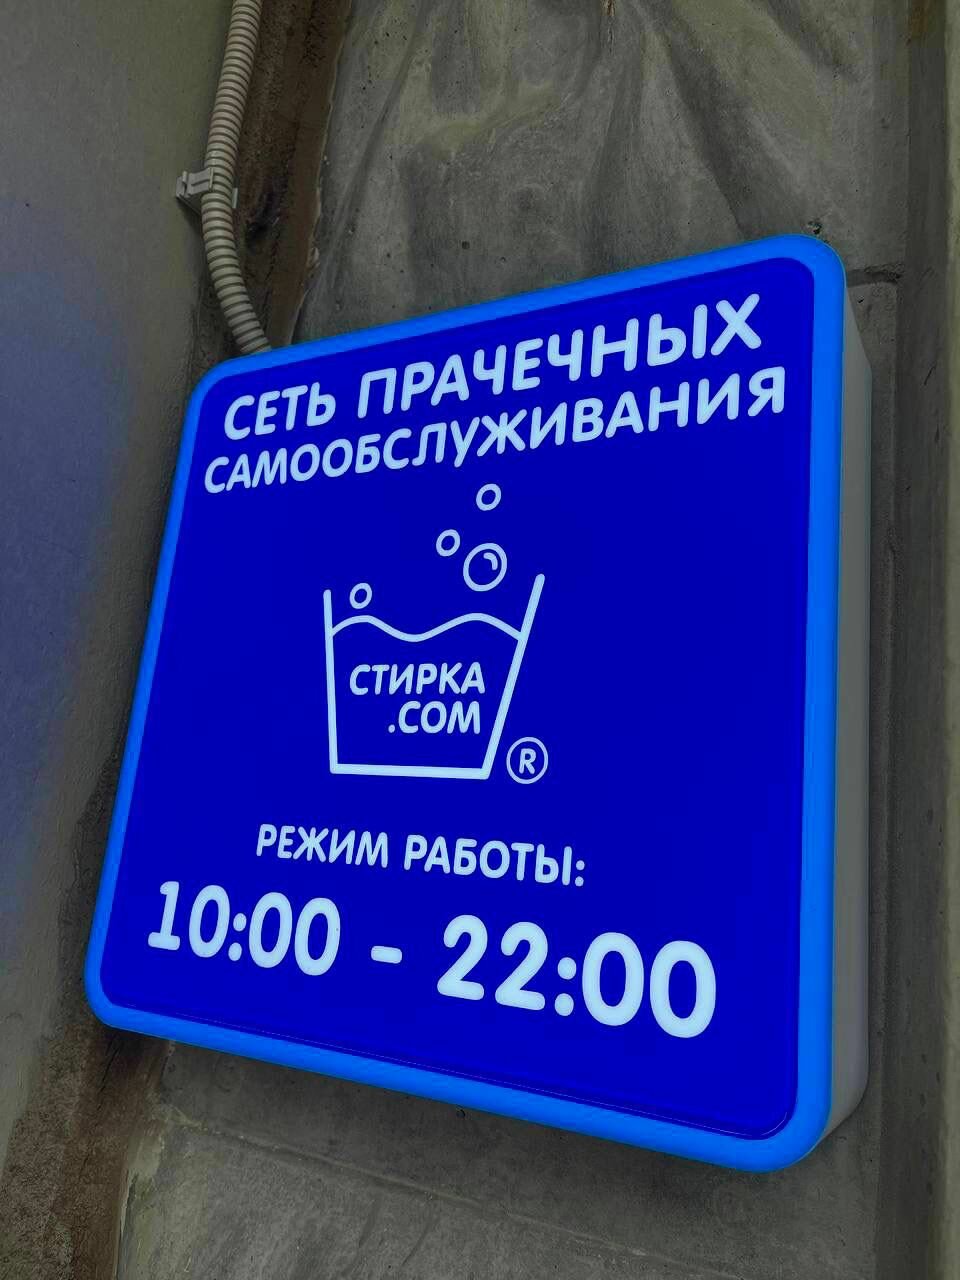 СЕТЬ ПРАЧЕЧНЫХ
САМООБСЛУЖИВАНИЯ
СТИРКА
.COM
®
РЕЖИМ РАБОТЫ:
10:00 - 22:00